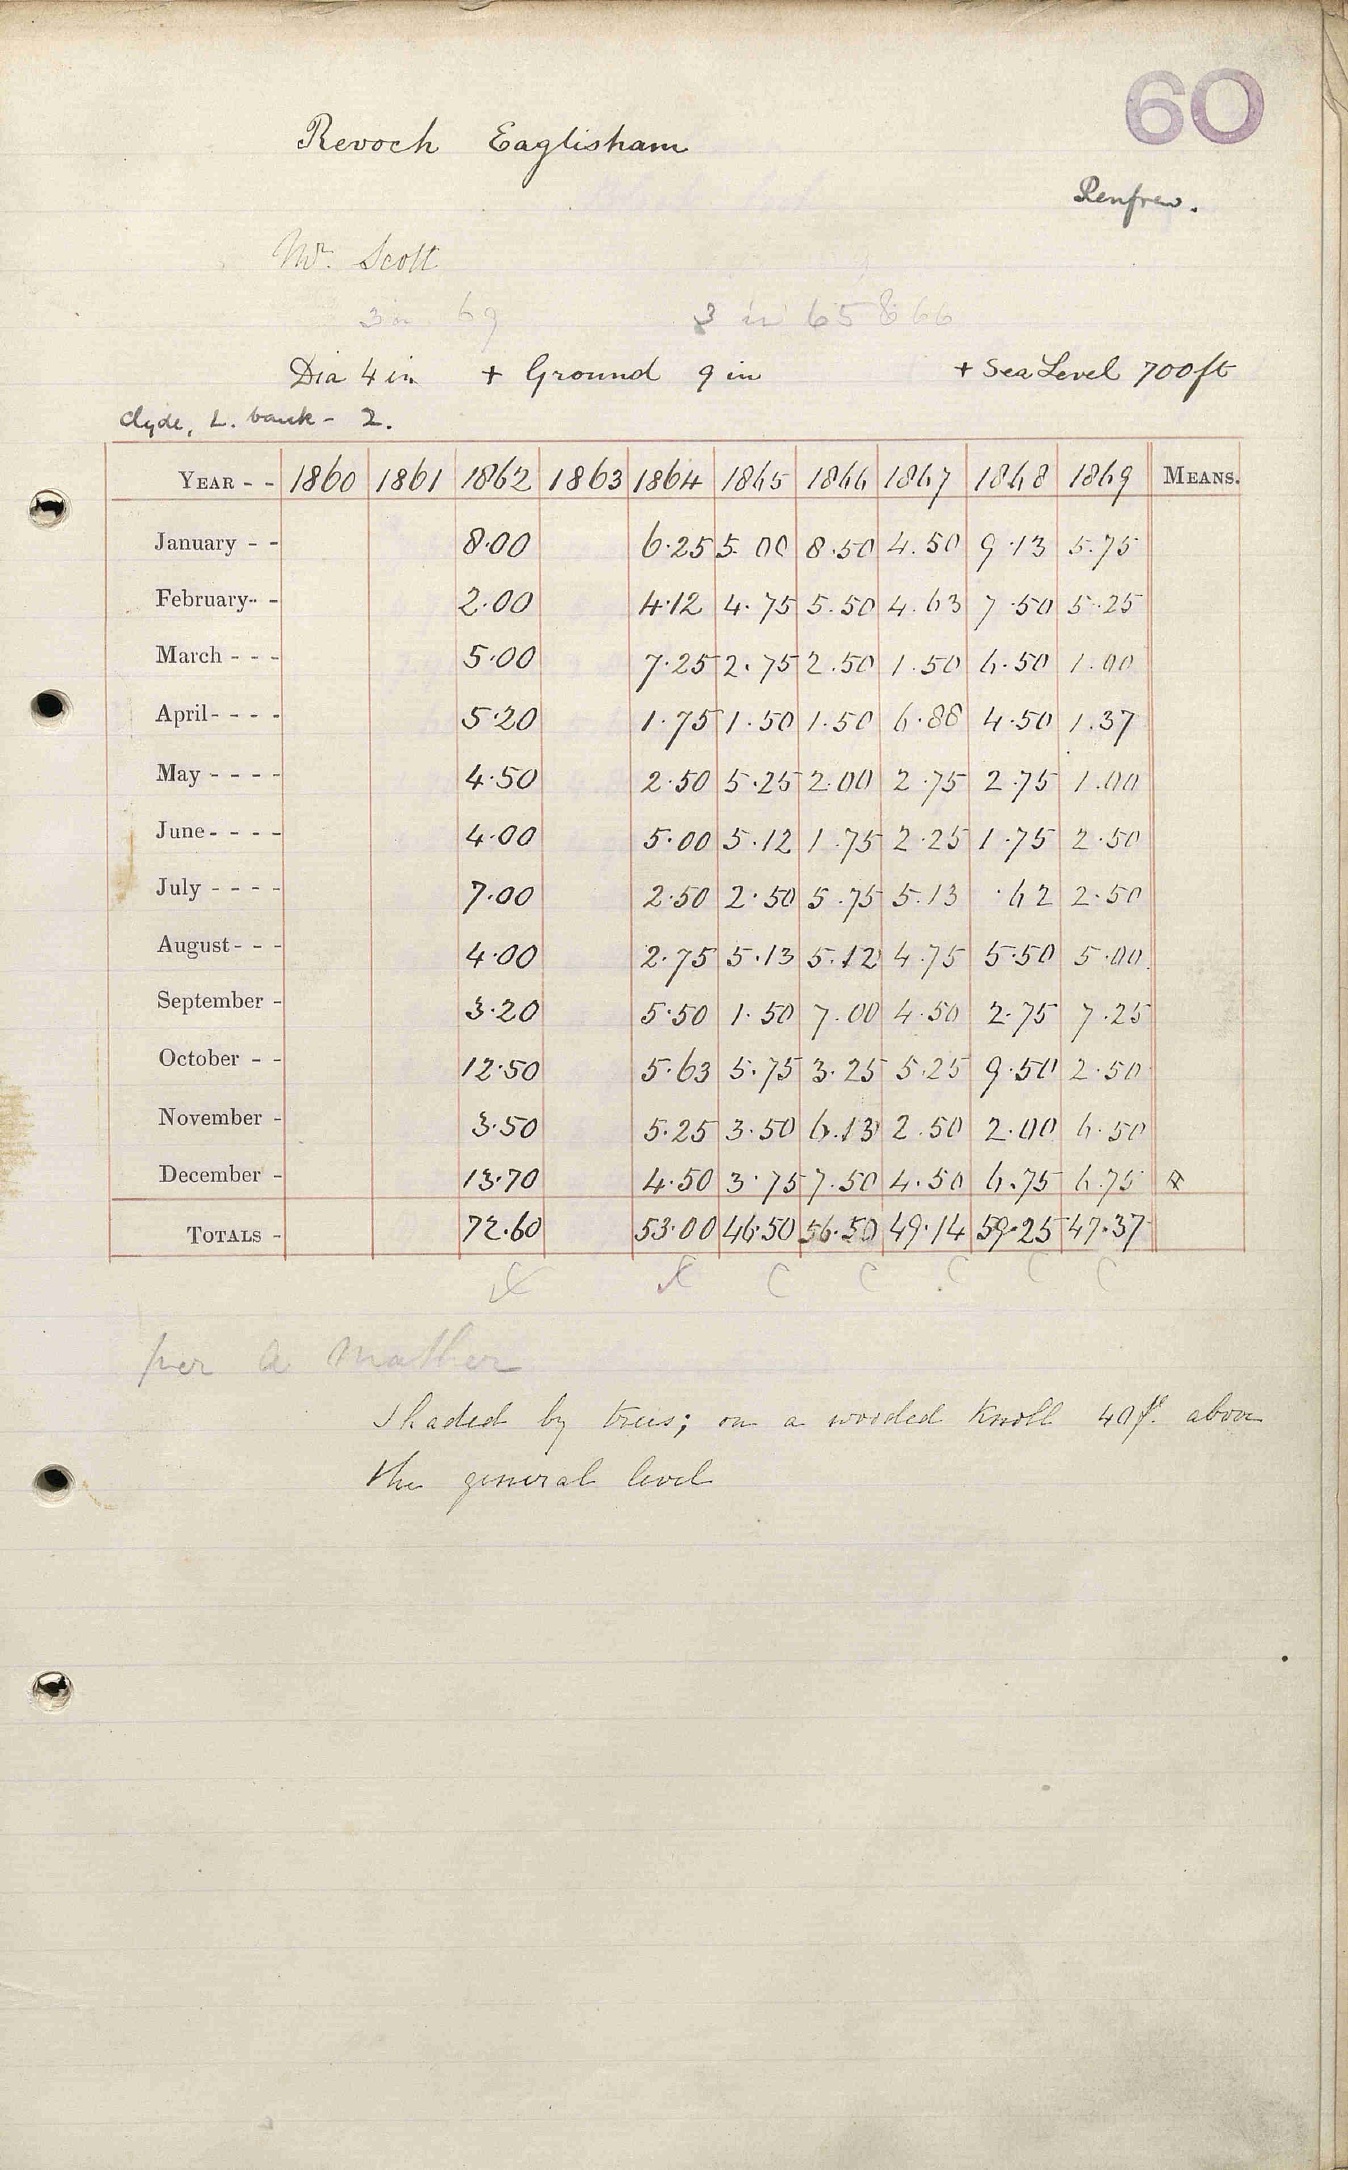 60
Revoch Eaglisham
Renfrew.
Mr. Scott
3 in 69 3 in 65 & 66
Dia 4 in + Ground 9 in + Sea Level 700ft
Clyde, L. bank - 2.
YEAR - - 1860 1861 1862 1863 1864 1865 1866 1867 1868 1869 MEANS.
January - - 8.00 6.25 5.00 8.50 4.50 9.13 5.75
February - - 2.00 4.12 4.75 5.50 4.63 7.50 5.25
March - - - 5.00 7.25 2.75 2.50 1.50 6.50 1.00
April - - - - 5.20 1.75 1.50 1.50 6.88 4.50 1.37
May - - - - 4.50 2.50 5.25 2.00 2.75 2.75 1.00
June - - - - 4.00 5.00 5.12 1.75 2.25 1.75 2.50
July - - - - 7.00 2.50 2.50 5.75 5.13 .62 2.50
August - - - 4.00 2.75 5.13 5.12 4.75 5.50 5.00
September - 3.20 5.50 1.50 7.00 4.50 2.75 7.25
October - - 12.50 5.63 5.75 3.25 5.25 9.50 2.50
November - 3.50 5.25 3.50 6.13 2.50 2.00 6.50
December - 13.70 4.50 3.75 7.50 4.50 6.75 6.75
TOTALS - 72.60 53.00 46.50 56.50 49.14 59.25 47.37
x x c c c c c
per A Mather
Shaded by trees; on a wooded Knoll 40ft. above
the general level